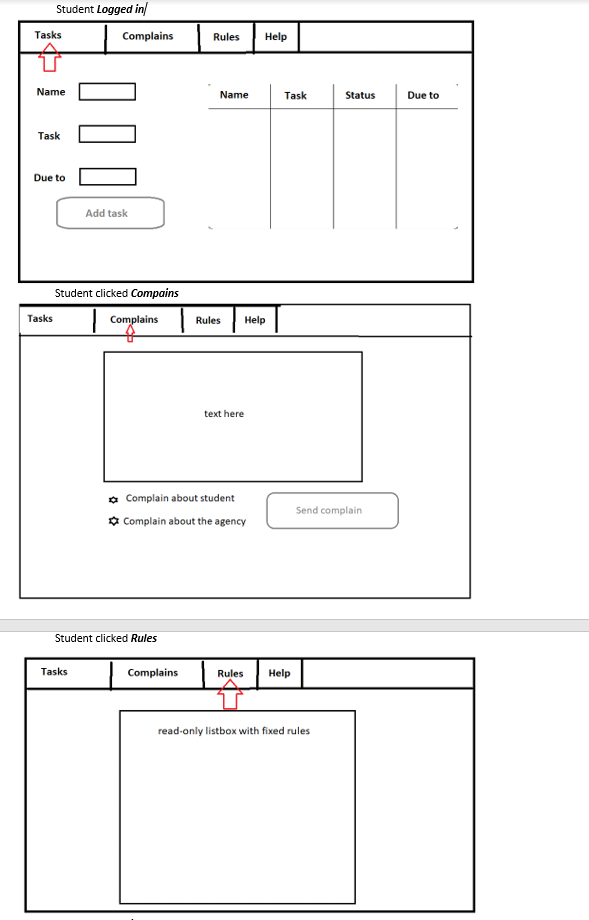 Student Logged in
Tasks Complains Rules Help
Name
Name Task Status Due to
Task
Due to
Add task
Student clicked Compains
Tasks Complains Rules Help
text here
Complain about student
Send complain
Complain about the agency
Student clicked Rules
Tasks Complains Rules Help
read-only listbox with fixed rules